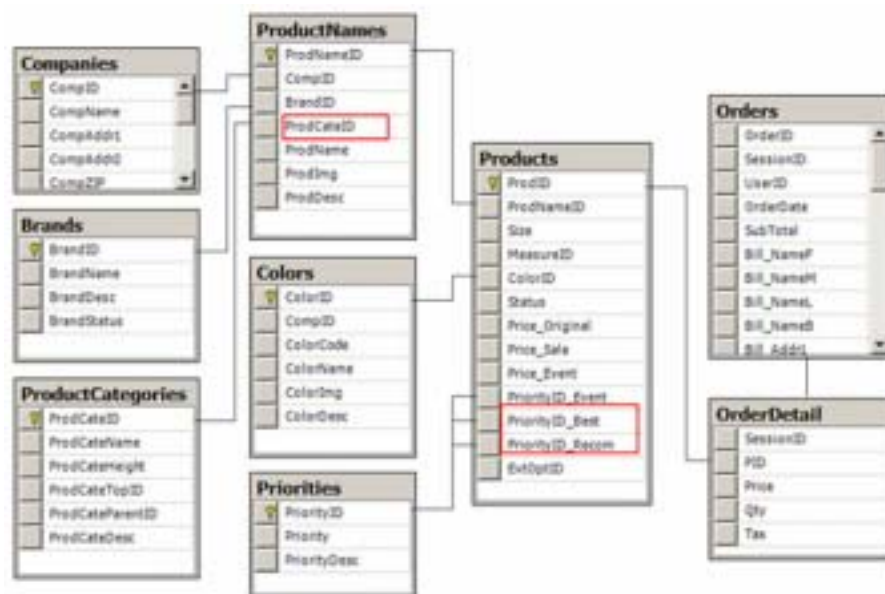 Companies
CompID
CompName
CompAddr1
CompAddr2
CompZIP
Brands
BrandID
BrandName
BrandDesc
BrandStatus
ProductCategories
ProdCateID
ProdCateName
ProdCateHeight
ProdCateTopID
ProdCateParentID
ProdCateDesc
ProductNames
ProdNameID
CompID
BrandID
ProdCateID
ProdName
ProdImg
ProdDesc
Colors
ColorID
CompID
ColorCode
ColorName
ColorImg
ColorDesc
Priorities
PriorityID
Priority
PriorityDesc
Products
ProdID
ProdNameID
Size
MeasureID
ColorID
Status
Price_Original
Price_Sale
Price_Event
PriorityID_Event
PriorityID_Best
PriorityID_Recom
ExtOptID
Orders
OrderID
SessionID
UserID
OrderDate
SubTotal
Bill_NameF
Bill_NameM
Bill_NameL
Bill_NameB
Bill_Addr1
OrderDetail
SessionID
PID
Price
Qty
Tax